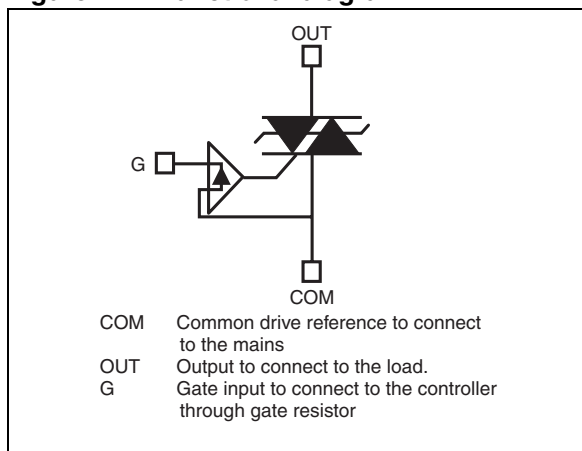 OUT
G
COM
COM Common drive reference to connect
to the mains
OUT Output to connect to the load.
G Gate input to connect to the controller
through gate resistor